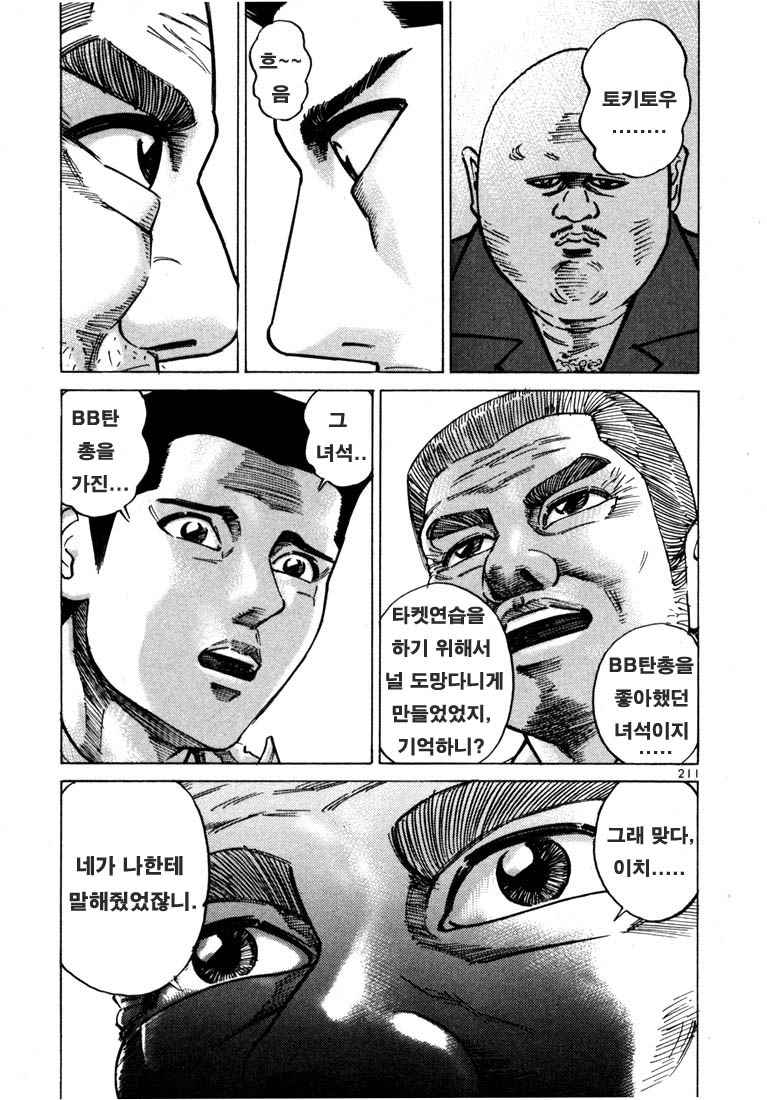 토키토우
........
흐~~
음
BB탄총을
좋아했던
녀석이지
.....
타켓연습을
하기 위해서
널 도망다니게
만들었었지,
기억하니?
그
녀석..
BB탄
총을
가진...
211
그래 맞다,
이치.....
네가 나한테
말해줬었잖니.